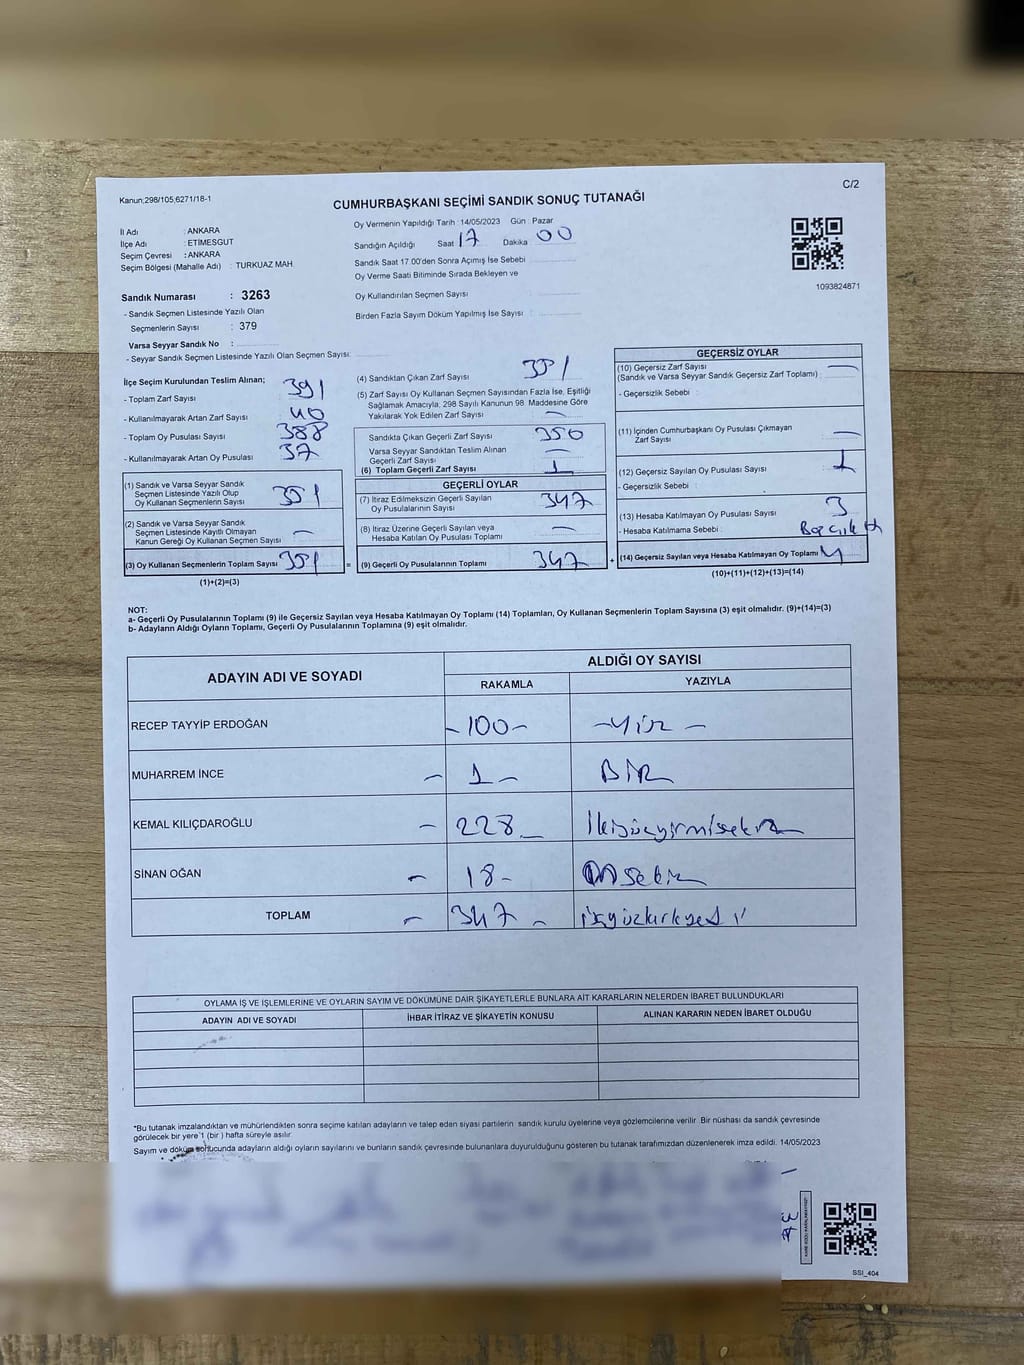 Kanun;298/105;6271/18-1
C/2
CUMHURBAŞKANI SEÇİMİ SANDIK SONUÇ TUTANAĞI
İl Adı : ANKARA
İlçe Adı : ETİMESGUT
Seçim Çevresi : ANKARA
Seçim Bölgesi (Mahalle Adı) : TURKUAZ MAH.
Sandık Numarası : 3263
- Sandık Seçmen Listesinde Yazılı Olan
Seçmenlerin Sayısı : 379
Varsa Seyyar Sandık No :
- Seyyar Sandık Seçmen Listesinde Yazılı Olan Seçmen Sayısı:
Oy Vermenin Yapıldığı Tarih : 14/05/2023 Gün : Pazar
Sandığın Açıldığı Saat 17 Dakika 00
Sandık Saat 17.00'den Sonra Açımış İse Sebebi
Oy Verme Saati Bitiminde Sırada Bekleyen ve
Oy Kullandırılan Seçmen Sayısı :
Birden Fazla Sayım Döküm Yapılmış İse Sayısı :
1093824871
İlçe Seçim Kurulundan Teslim Alınan;
- Toplam Zarf Sayısı 391
- Kullanılmayarak Artan Zarf Sayısı 40
- Toplam Oy Pusulası Sayısı 388
- Kullanılmayarak Artan Oy Pusulası 37
(1) Sandık ve Varsa Seyyar Sandık
Seçmen Listesinde Yazılı Olup
Oy Kullanan Seçmenlerin Sayısı 351
(2) Sandık ve Varsa Seyyar Sandık
Seçmen Listesinde Kayıtlı Olmayan
Kanun Gereği Oy Kullanan Seçmen Sayısı –
(3) Oy Kullanan Seçmenlerin Toplam Sayısı 351 =
(1)+(2)=(3)
(4) Sandıktan Çıkan Zarf Sayısı 351
(5) Zarf Sayısı Oy Kullanan Seçmen Sayısından Fazla İse, Eşitliği
Sağlamak Amacıyla, 298 Sayılı Kanunun 98. Maddesine Göre
Yakılarak Yok Edilen Zarf Sayısı –
Sandıkta Çıkan Geçerli Zarf Sayısı 350
Varsa Seyyar Sandıktan Teslim Alınan
Geçerli Zarf Sayısı –
(6) Toplam Geçerli Zarf Sayısı 1
GEÇERLİ OYLAR
(7) İtiraz Edilmeksizin Geçerli Sayılan
Oy Pusulalarının Sayısı 347
(8) İtiraz Üzerine Geçerli Sayılan veya
Hesaba Katılan Oy Pusulası Toplamı –
(9) Geçerli Oy Pusulalarının Toplamı 347 +
GEÇERSİZ OYLAR
(10) Geçersiz Zarf Sayısı –
(Sandık ve Varsa Seyyar Sandık Geçersiz Zarf Toplamı) :
- Geçersizlik Sebebi :
(11) İçinden Cumhurbaşkanı Oy Pusulası Çıkmayan
Zarf Sayısı –
(12) Geçersiz Sayılan Oy Pusulası Sayısı 1
- Geçersizlik Sebebi :
(13) Hesaba Katılmayan Oy Pusulası Sayısı 3
- Hesaba Katılmama Sebebi :
(14) Geçersiz Sayılan veya Hesaba Katılmayan Oy Toplamı 4
(10)+(11)+(12)+(13)=(14)
NOT:
a- Geçerli Oy Pusulalarının Toplamı (9) ile Geçersiz Sayılan veya Hesaba Katılmayan Oy Toplamı (14) Toplamları, Oy Kullanan Seçmenlerin Toplam Sayısına (3) eşit olmalıdır. (9)+(14)=(3)
b- Adayların Aldığı Oyların Toplamı, Geçerli Oy Pusulalarının Toplamına (9) eşit olmalıdır.
ADAYIN ADI VE SOYADI
ALDIĞI OY SAYISI
RAKAMLA YAZIYLA
RECEP TAYYİP ERDOĞAN – 100 – – yüz –
MUHARREM İNCE – 1 – BİR
KEMAL KILIÇDAROĞLU – 228 – İkiyüzyirmisekiz
SİNAN OĞAN – 18 – Onsekiz
TOPLAM – 347 – üçyüzkırkyedi
OYLAMA İŞ VE İŞLEMLERİNE VE OYLARIN SAYIM VE DÖKÜMÜNE DAİR ŞİKAYETLERLE BUNLARA AİT KARARLARIN NELERDEN İBARET BULUNDUKLARI
ADAYIN ADI VE SOYADI İHBAR İTİRAZ VE ŞİKAYETİN KONUSU ALINAN KARARIN NEDEN İBARET OLDUĞU
*Bu tutanak imzalandıktan ve mühürlendikten sonra seçime katılan adayların ve talep eden siyasi partilerin sandık kurulu üyelerine ve gözlemcilerine verilir. Bir nüshası da sandık çevresinde
görülecek bir yere 1 (bir ) hafta süreyle asılır.
Sayım ve döküm sonucunda adayların aldığı oyların sayılarını ve bunların sandık çevresinde bulunanlara duyurulduğunu gösteren bu tutanak tarafımızdan düzenlenerek imza edildi. 14/05/2023
SSI_404